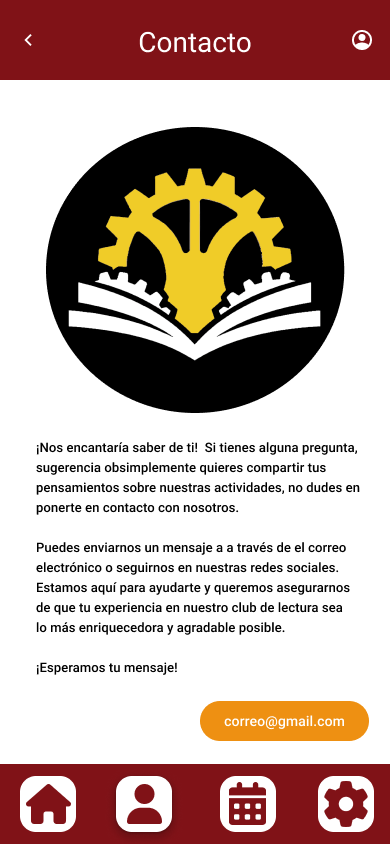 Contacto
¡Nos encantaría saber de ti!  Si tienes alguna pregunta,
sugerencia obsimplemente quieres compartir tus
pensamientos sobre nuestras actividades, no dudes en
ponerte en contacto con nosotros.
Puedes enviarnos un mensaje a a través de el correo
electrónico o seguirnos en nuestras redes sociales.
Estamos aquí para ayudarte y queremos asegurarnos
de que tu experiencia en nuestro club de lectura sea
lo más enriquecedora y agradable posible.
¡Esperamos tu mensaje!
correo@gmail.com